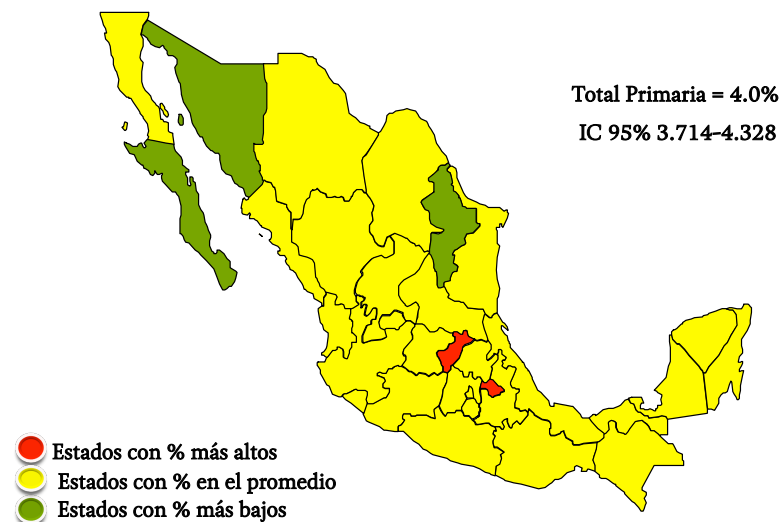 Total Primaria = 4.0%
IC 95% 3.714-4.328
Estados con % más altos
Estados con % en el promedio
Estados con % más bajos